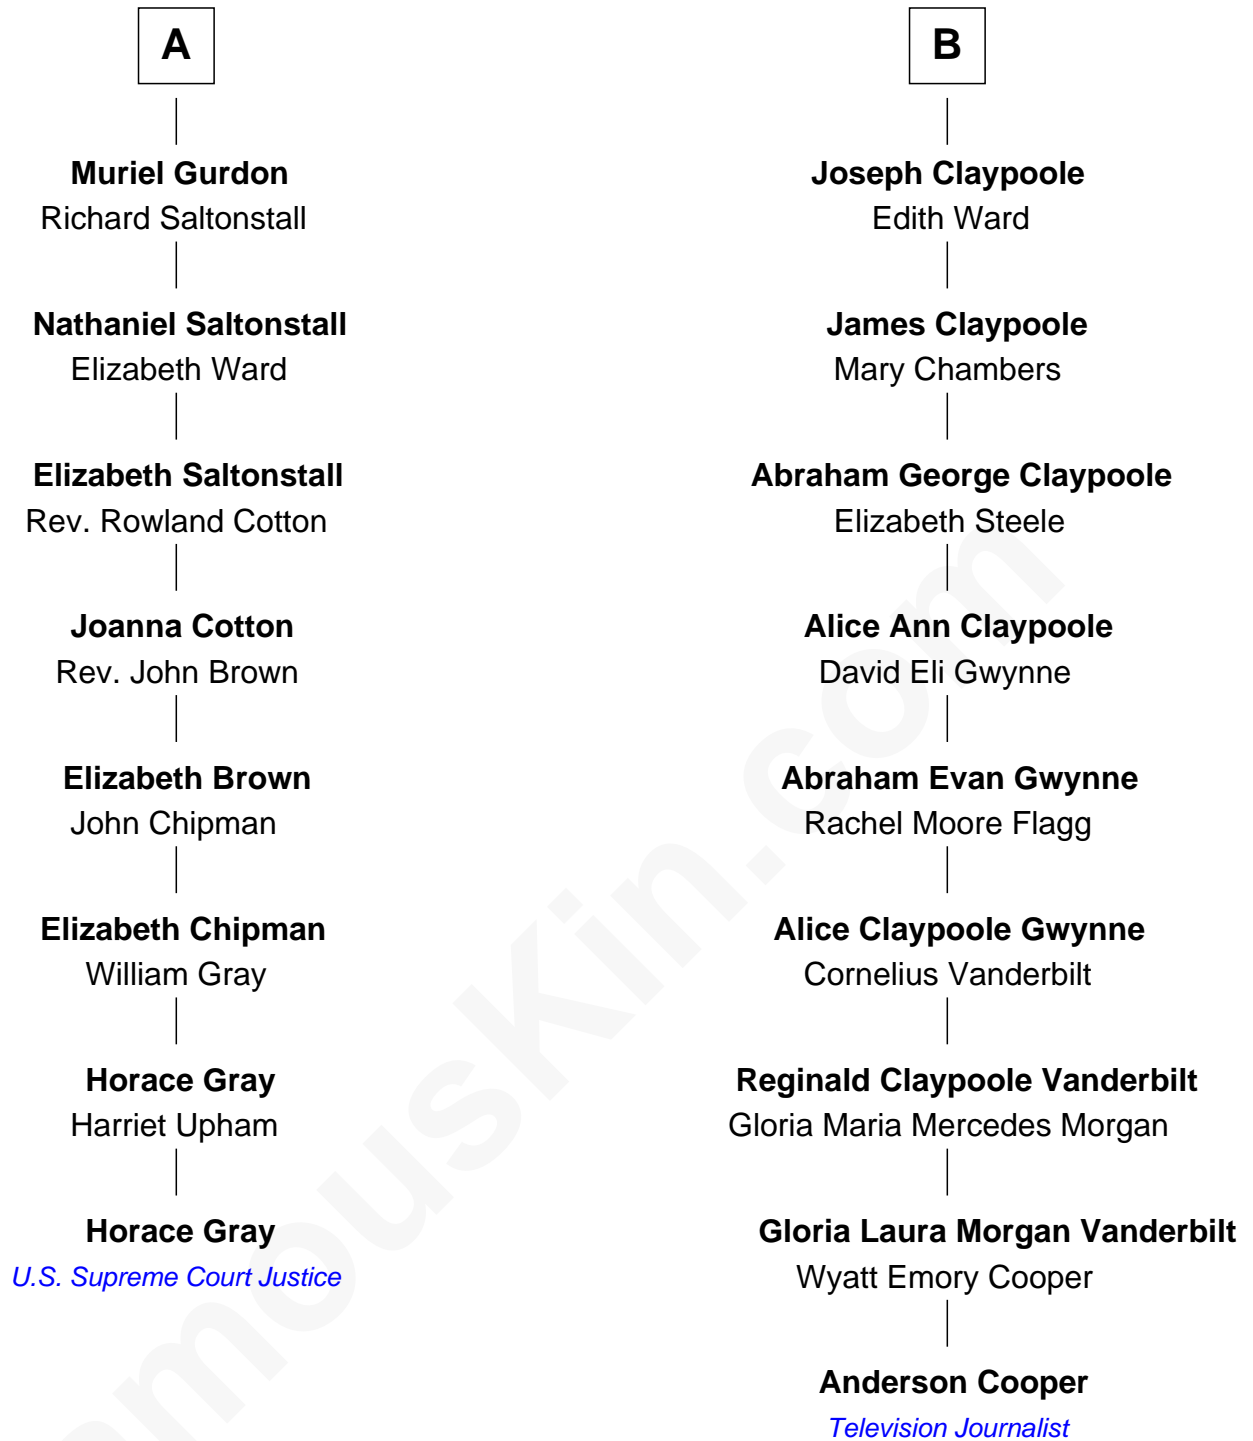 A
Muriel Gurdon
Richard Saltonstall
Nathaniel Saltonstall
Elizabeth Ward
Elizabeth Saltonstall
Rev. Rowland Cotton
Joanna Cotton
Rev. John Brown
Elizabeth Brown
John Chipman
Elizabeth Chipman
William Gray
Horace Gray
Harriet Upham
Horace Gray
U.S. Supreme Court Justice
B
Joseph Claypoole
Edith Ward
James Claypoole
Mary Chambers
Abraham George Claypoole
Elizabeth Steele
Alice Ann Claypoole
David Eli Gwynne
Abraham Evan Gwynne
Rachel Moore Flagg
Alice Claypoole Gwynne
Cornelius Vanderbilt
Reginald Claypoole Vanderbilt
Gloria Maria Mercedes Morgan
Gloria Laura Morgan Vanderbilt
Wyatt Emory Cooper
Anderson Cooper
Television Journalist
amousKin.com